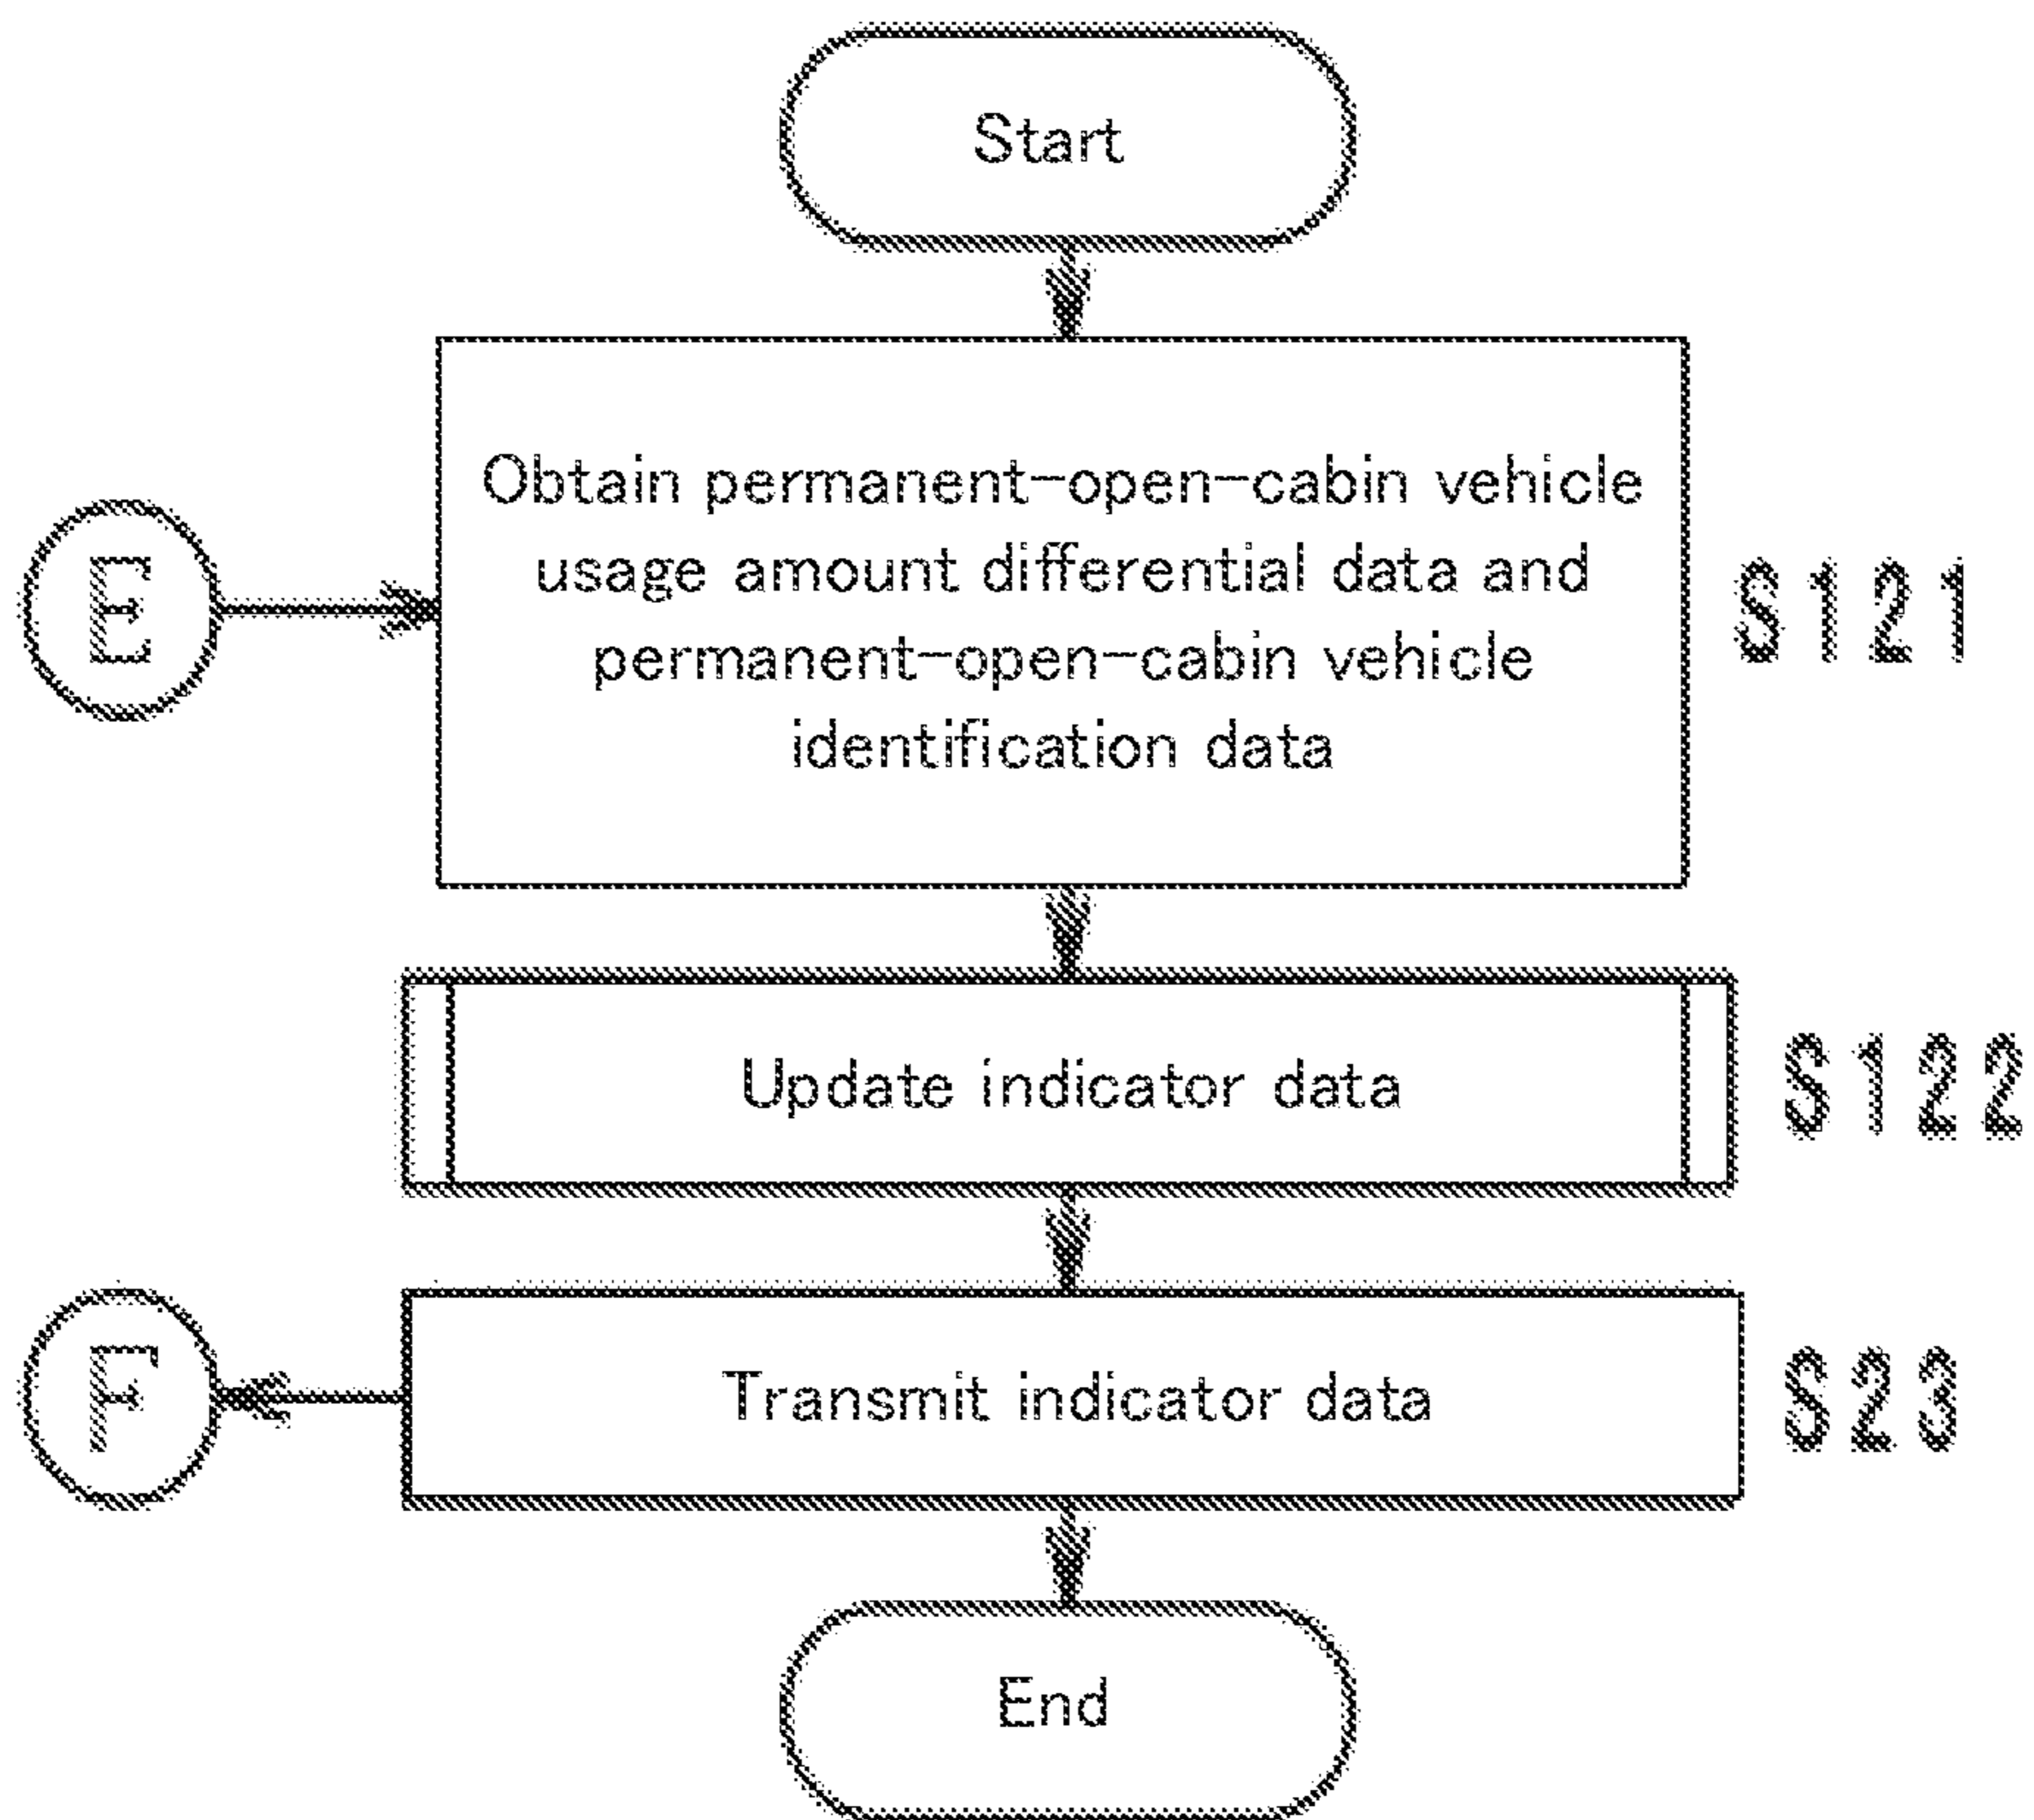 Start
Obtain permanent-open-cabin vehicle
usage amount differential data and
permanent-open-cabin vehicle
identification data
E
S121
Update indicator data
S122
Transmit indicator data
F
S23
End